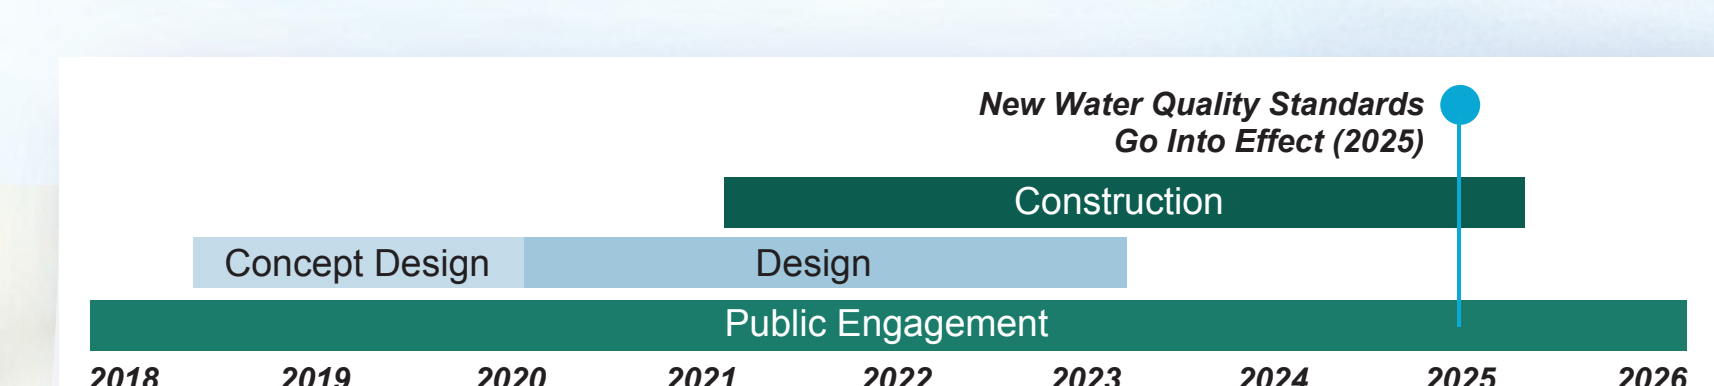 New Water Quality Standards
Go Into Effect (2025)
Construction
Concept Design Design
Public Engagement
2018 2019 2020 2021 2022 2023 2024 2025 2026